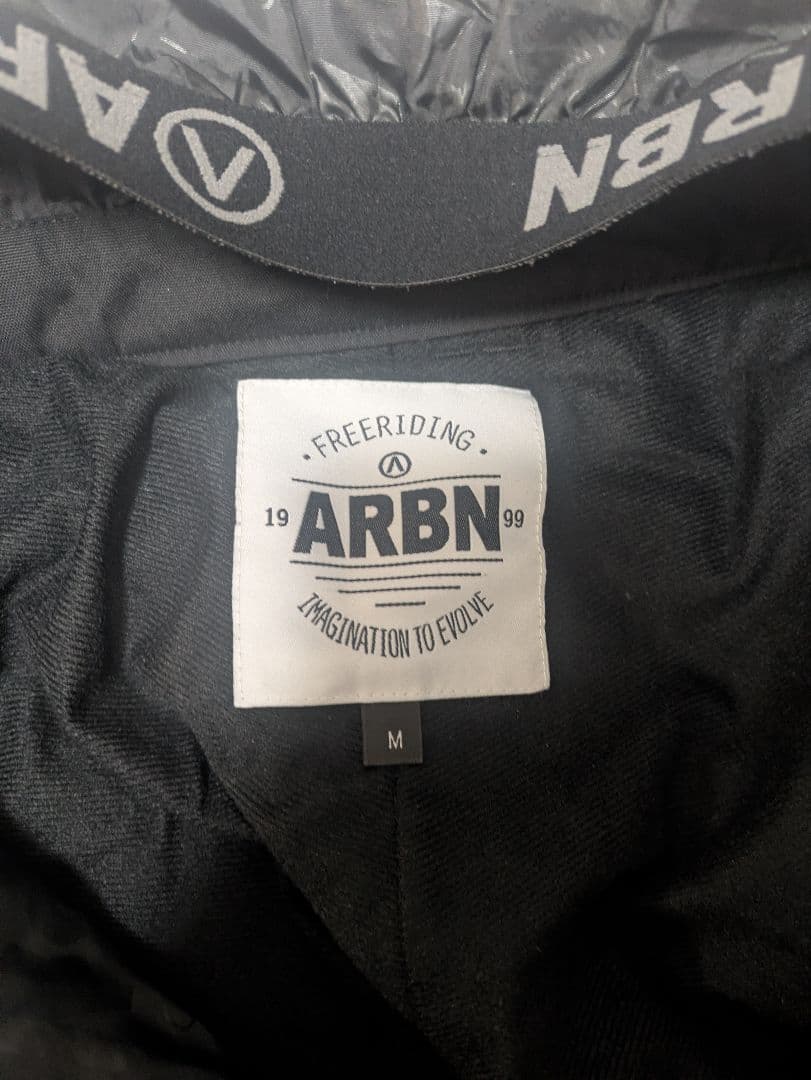 AR
RBN
• FREERIDING •
19 ARBN 99
IMAGINATION TO EVOLVE
M